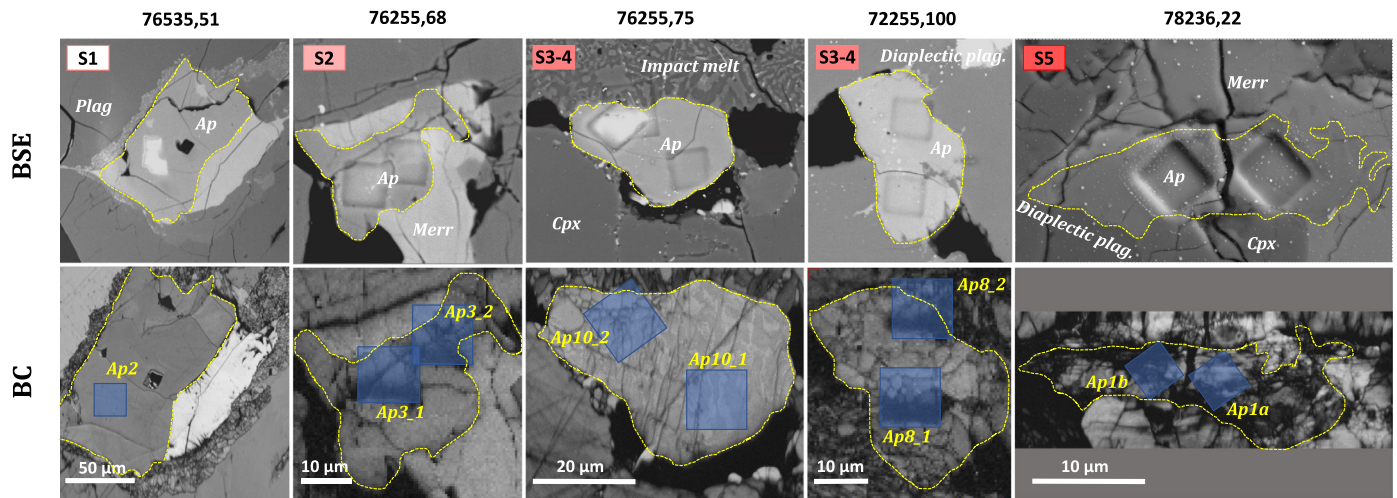 76535,51
76255,68
76255,75
72255,100
78236,22
BSE
S1
Plag
Ap
S2
Ap
Merr
S3-4
Impact melt
Ap
Cpx
S3-4
Diaplectic plag.
Ap
S5
Merr
Ap
Diaplectic plag.
Cpx
BC
Ap2
50 µm
Ap3_2
Ap3_1
10 µm
Ap10_2
Ap10_1
20 µm
Ap8_2
Ap8_1
10 µm
Ap1b
Ap1a
10 µm